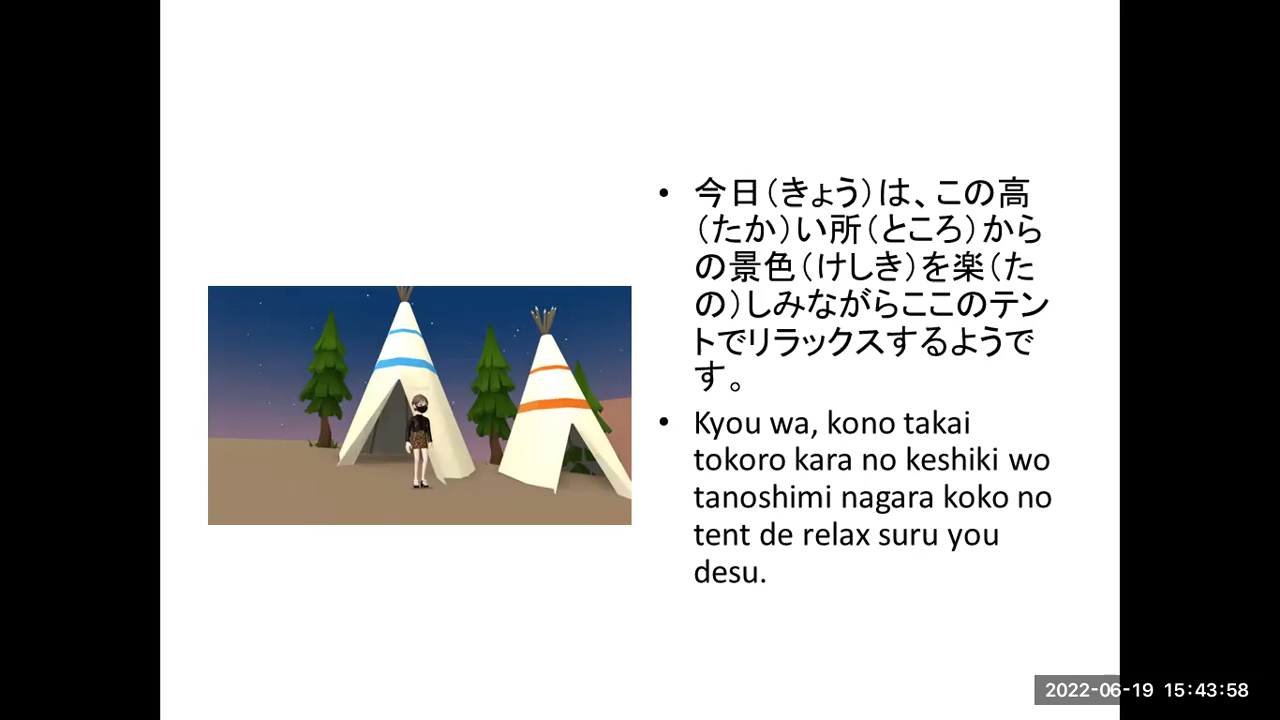 • 今日(きょう)は、この高
(たか)い所(ところ)から
の景色(けしき)を楽(た
の)しみながらここのテン
トでリラックスするようで
す。
• Kyou wa, kono takai
tokoro kara no keshiki wo
tanoshimi nagara koko no
tent de relax suru you
desu.
2022-06-19 15:43:58